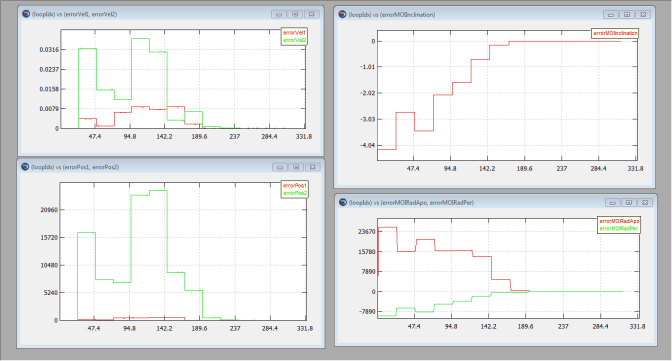 (loopIdx) vs (errorVel1, errorVel2)
errorVel1
errorVel2
0.0316
0.0237
0.0158
0.0079
0
47.4 94.8 142.2 189.6 237 284.4 331.8
(loopIdx) vs (errorMOIInclination)
errorMOIInclination
0
-1.01
-2.02
-3.03
-4.04
47.4 94.8 142.2 189.6 237 284.4 331.8
(loopIdx) vs (errorPos1, errorPos2)
errorPos1
errorPos2
20960
15720
10480
5240
0
47.4 94.8 142.2 189.6 237 284.4 331.8
(loopIdx) vs (errorMOIRadApo, errorMOIRadPer)
errorMOIRadApo
errorMOIRadPer
23670
15780
7890
0
-7890
47.4 94.8 142.2 189.6 237 284.4 331.8